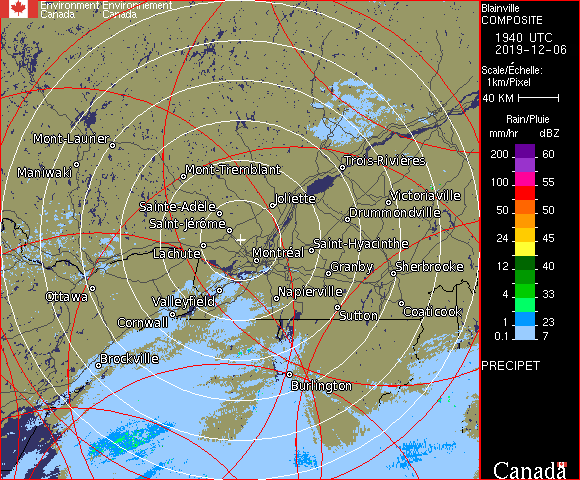 Environment Environnement
Canada Canada
Blainville
COMPOSITE
1940 UTC
2019-12-06
Scale/Échelle:
1km/Pixel
40 KM
Rain/Pluie
mm/hr dBZ
200 60
100 55
50 50
24 45
12 40
4 33
1 23
0.1 7
PRECIPET
Canada
Mont-Laurier
Maniwaki
Mont-Tremblant
Trois-Rivières
Sainte-Adèle
Joliette
Victoriaville
Saint-Jérôme
Drummondville
Lachute
Montréal
Saint-Hyacinthe
Granby
Sherbrooke
Ottawa
Valleyfield
Napierville
Cornwall
Sutton
Coaticook
Brockville
Burlington